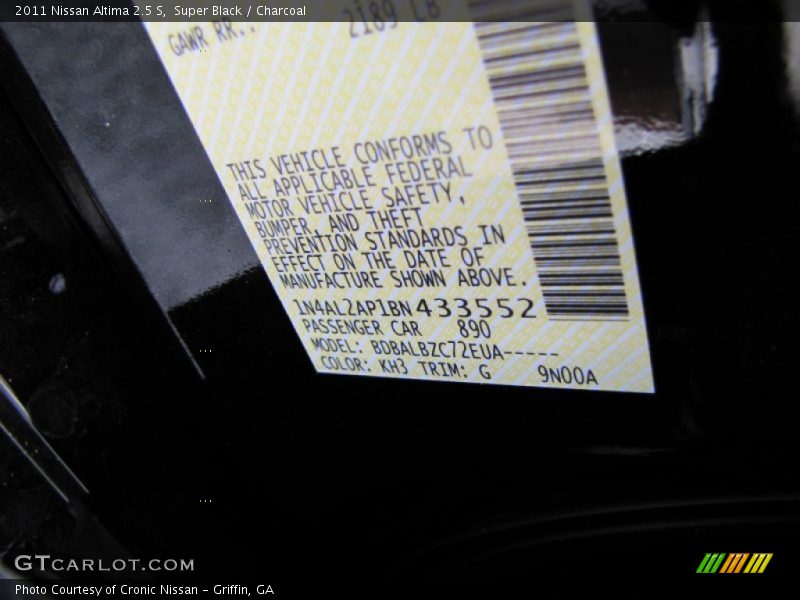 2011 Nissan Altima 2.5 S, Super Black / Charcoal
GAWR RR.. 2189 LB
THIS VEHICLE CONFORMS TO
ALL APPLICABLE FEDERAL
MOTOR VEHICLE SAFETY,
BUMPER, AND THEFT
PREVENTION STANDARDS IN
EFFECT ON THE DATE OF
MANUFACTURE SHOWN ABOVE.
1N4AL2AP1BN433552
PASSENGER CAR 890
MODEL: BDBALBZC72EUA-----
COLOR: KH3 TRIM: G 9N00A
GTCARLOT.COM
Photo Courtesy of Cronic Nissan – Griffin, GA